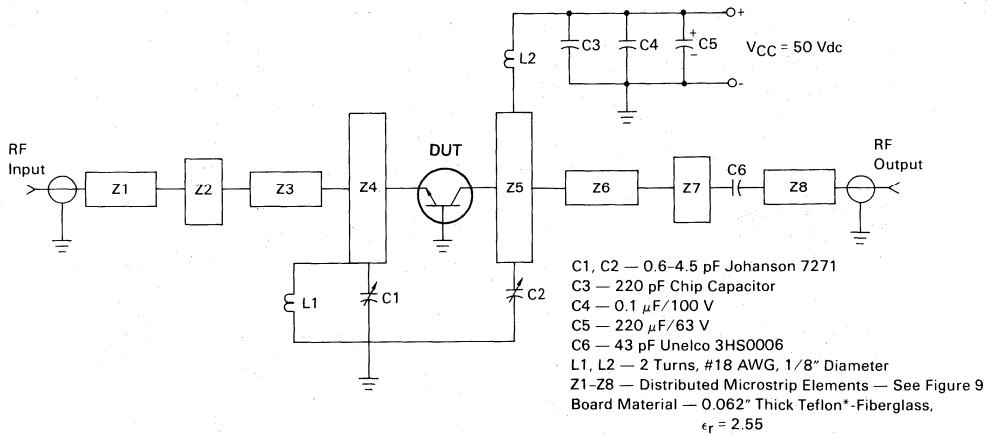 +
C3
C4
+
C5
-
VCC = 50 Vdc
L2
-
RF
Input
DUT
RF
Output
Z1
Z2
Z3
Z4
Z5
Z6
Z7
C6
Z8
L1
C1
C2
C1, C2 — 0.6–4.5 pF Johanson 7271
C3 — 220 pF Chip Capacitor
C4 — 0.1 μF/100 V
C5 — 220 μF/63 V
C6 — 43 pF Unelco 3HS0006
L1, L2 — 2 Turns, #18 AWG, 1/8″ Diameter
Z1–Z8 — Distributed Microstrip Elements — See Figure 9
Board Material — 0.062″ Thick Teflon*-Fiberglass,
ϵr = 2.55